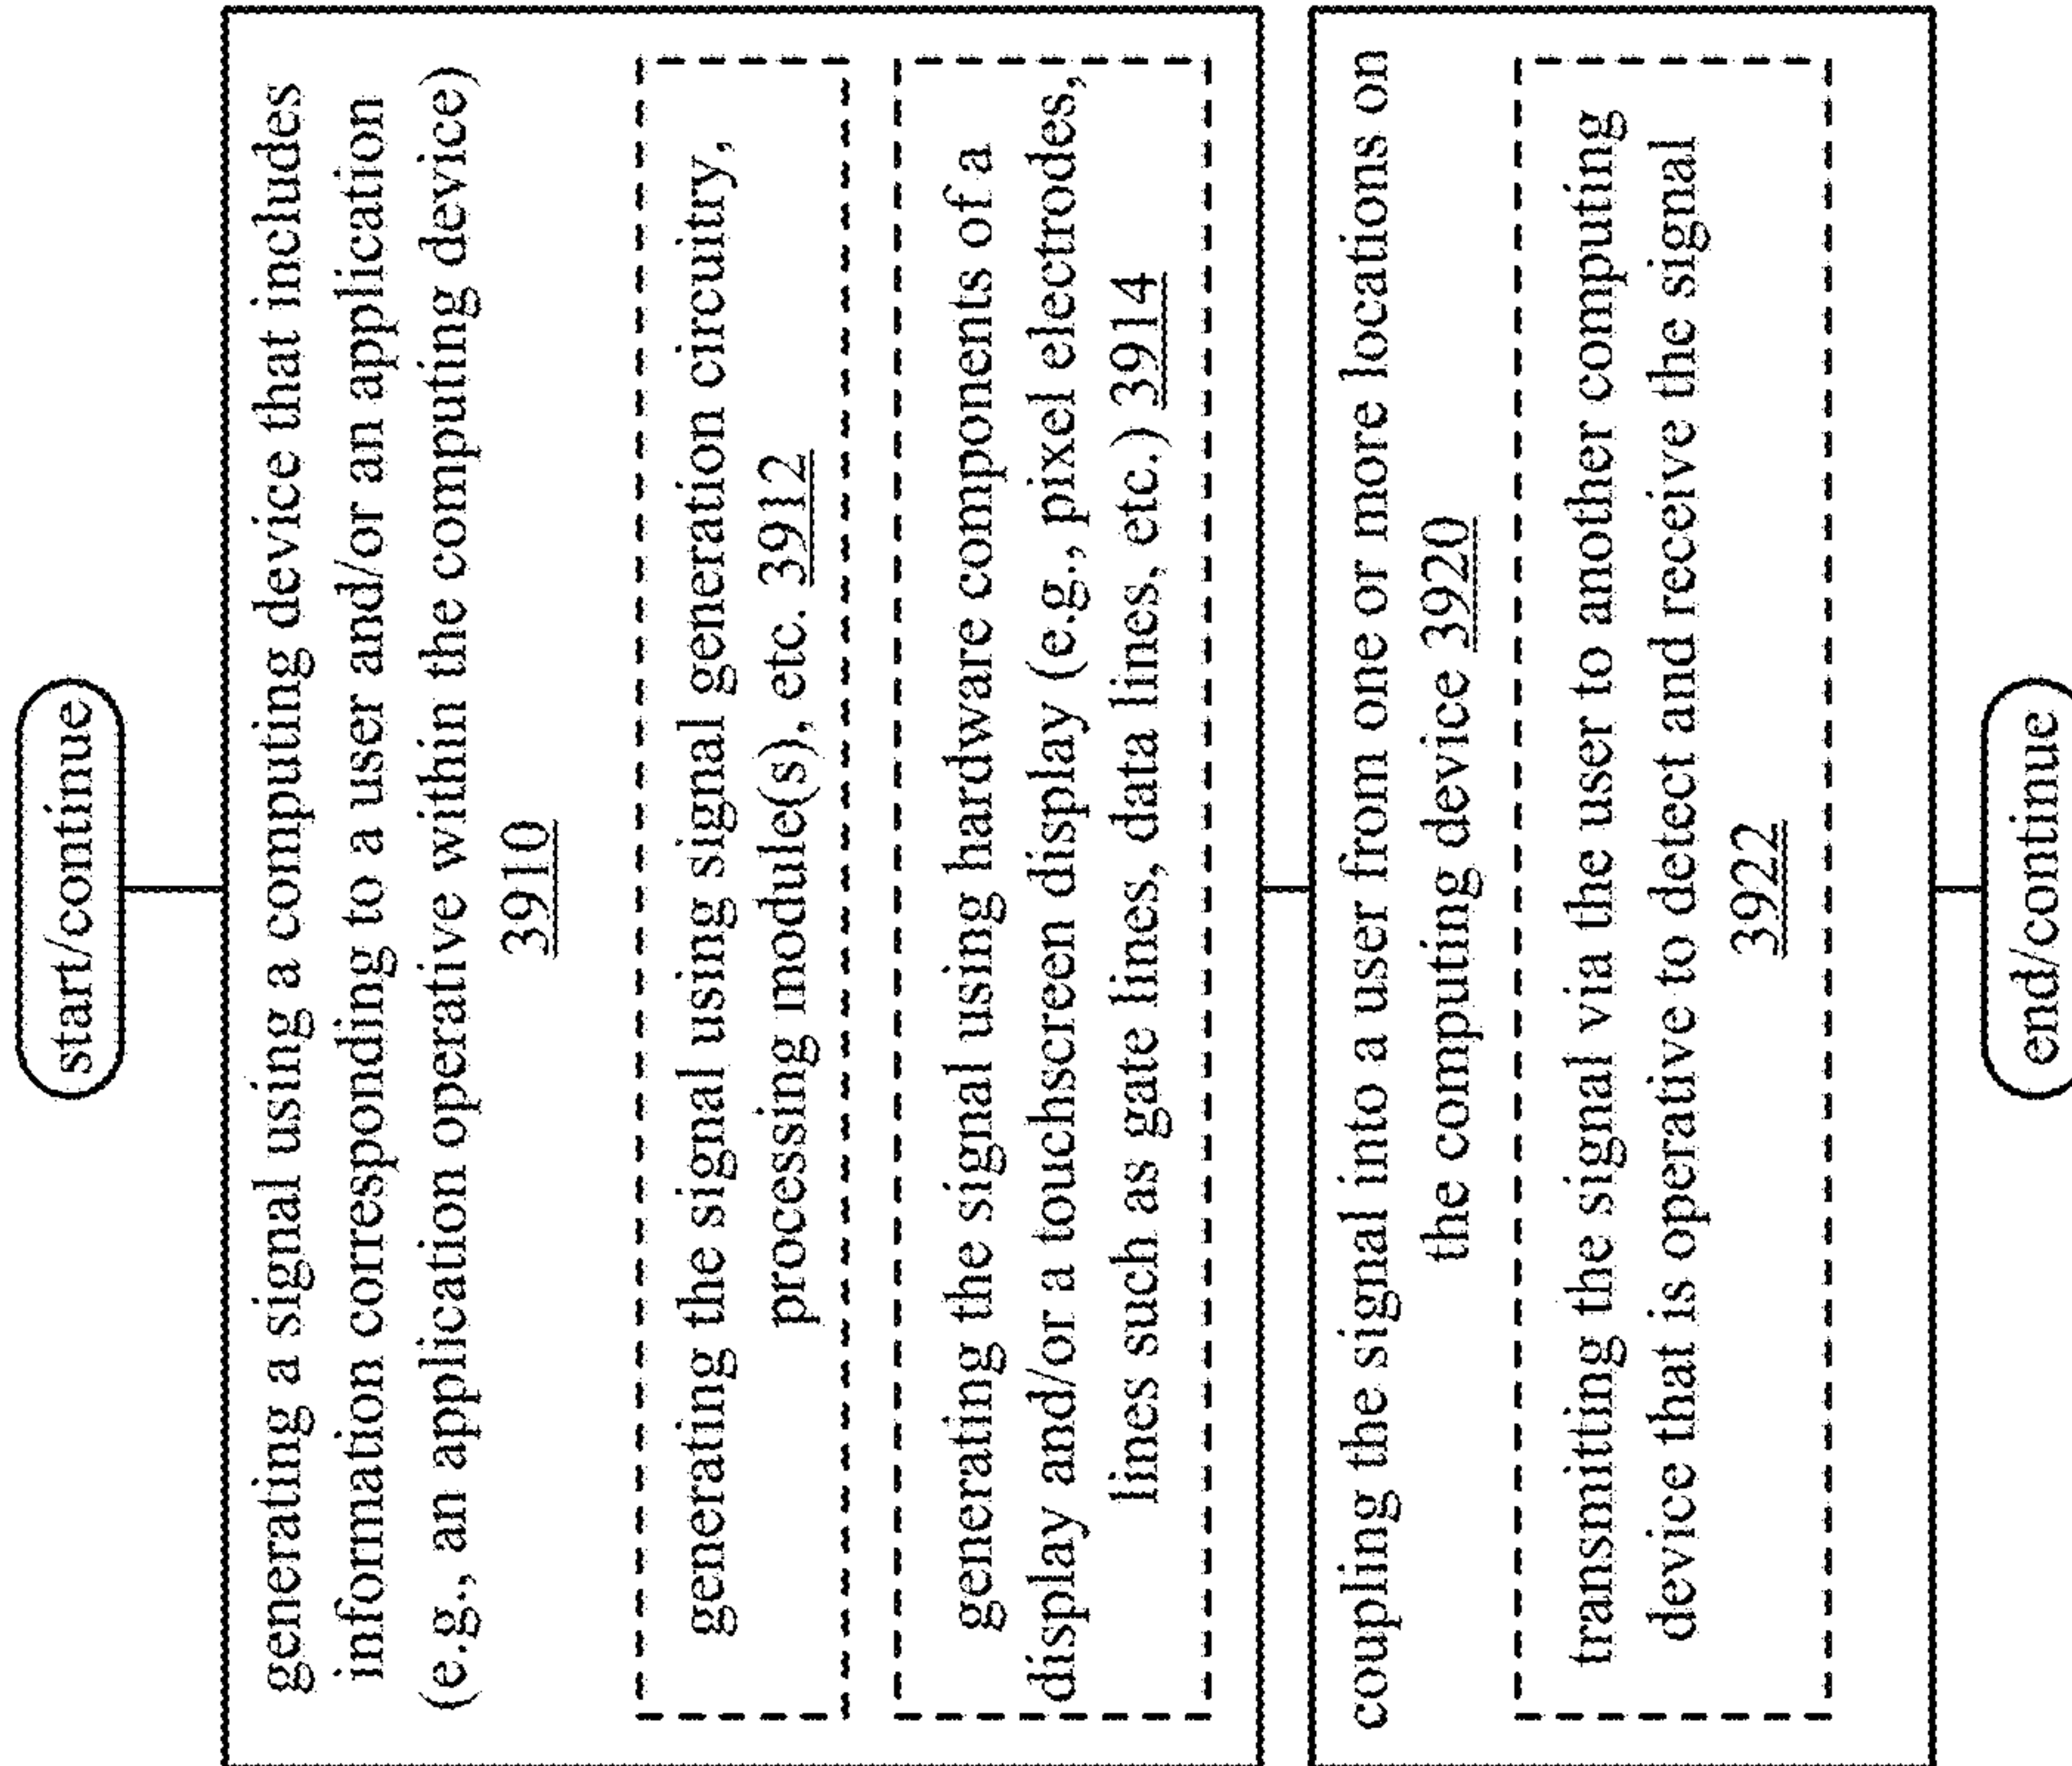 start/continue
generating a signal using a computing device that includes
information corresponding to a user and/or an application
(e.g., an application operative within the computing device)
3910
generating the signal using signal generation circuitry,
processing module(s), etc. 3912
generating the signal using hardware components of a
display and/or a touchscreen display (e.g., pixel electrodes,
lines such as gate lines, data lines, etc.) 3914
coupling the signal into a user from one or more locations on
the computing device 3920
transmitting the signal via the user to another computing
device that is operative to detect and receive the signal
3922
end/continue